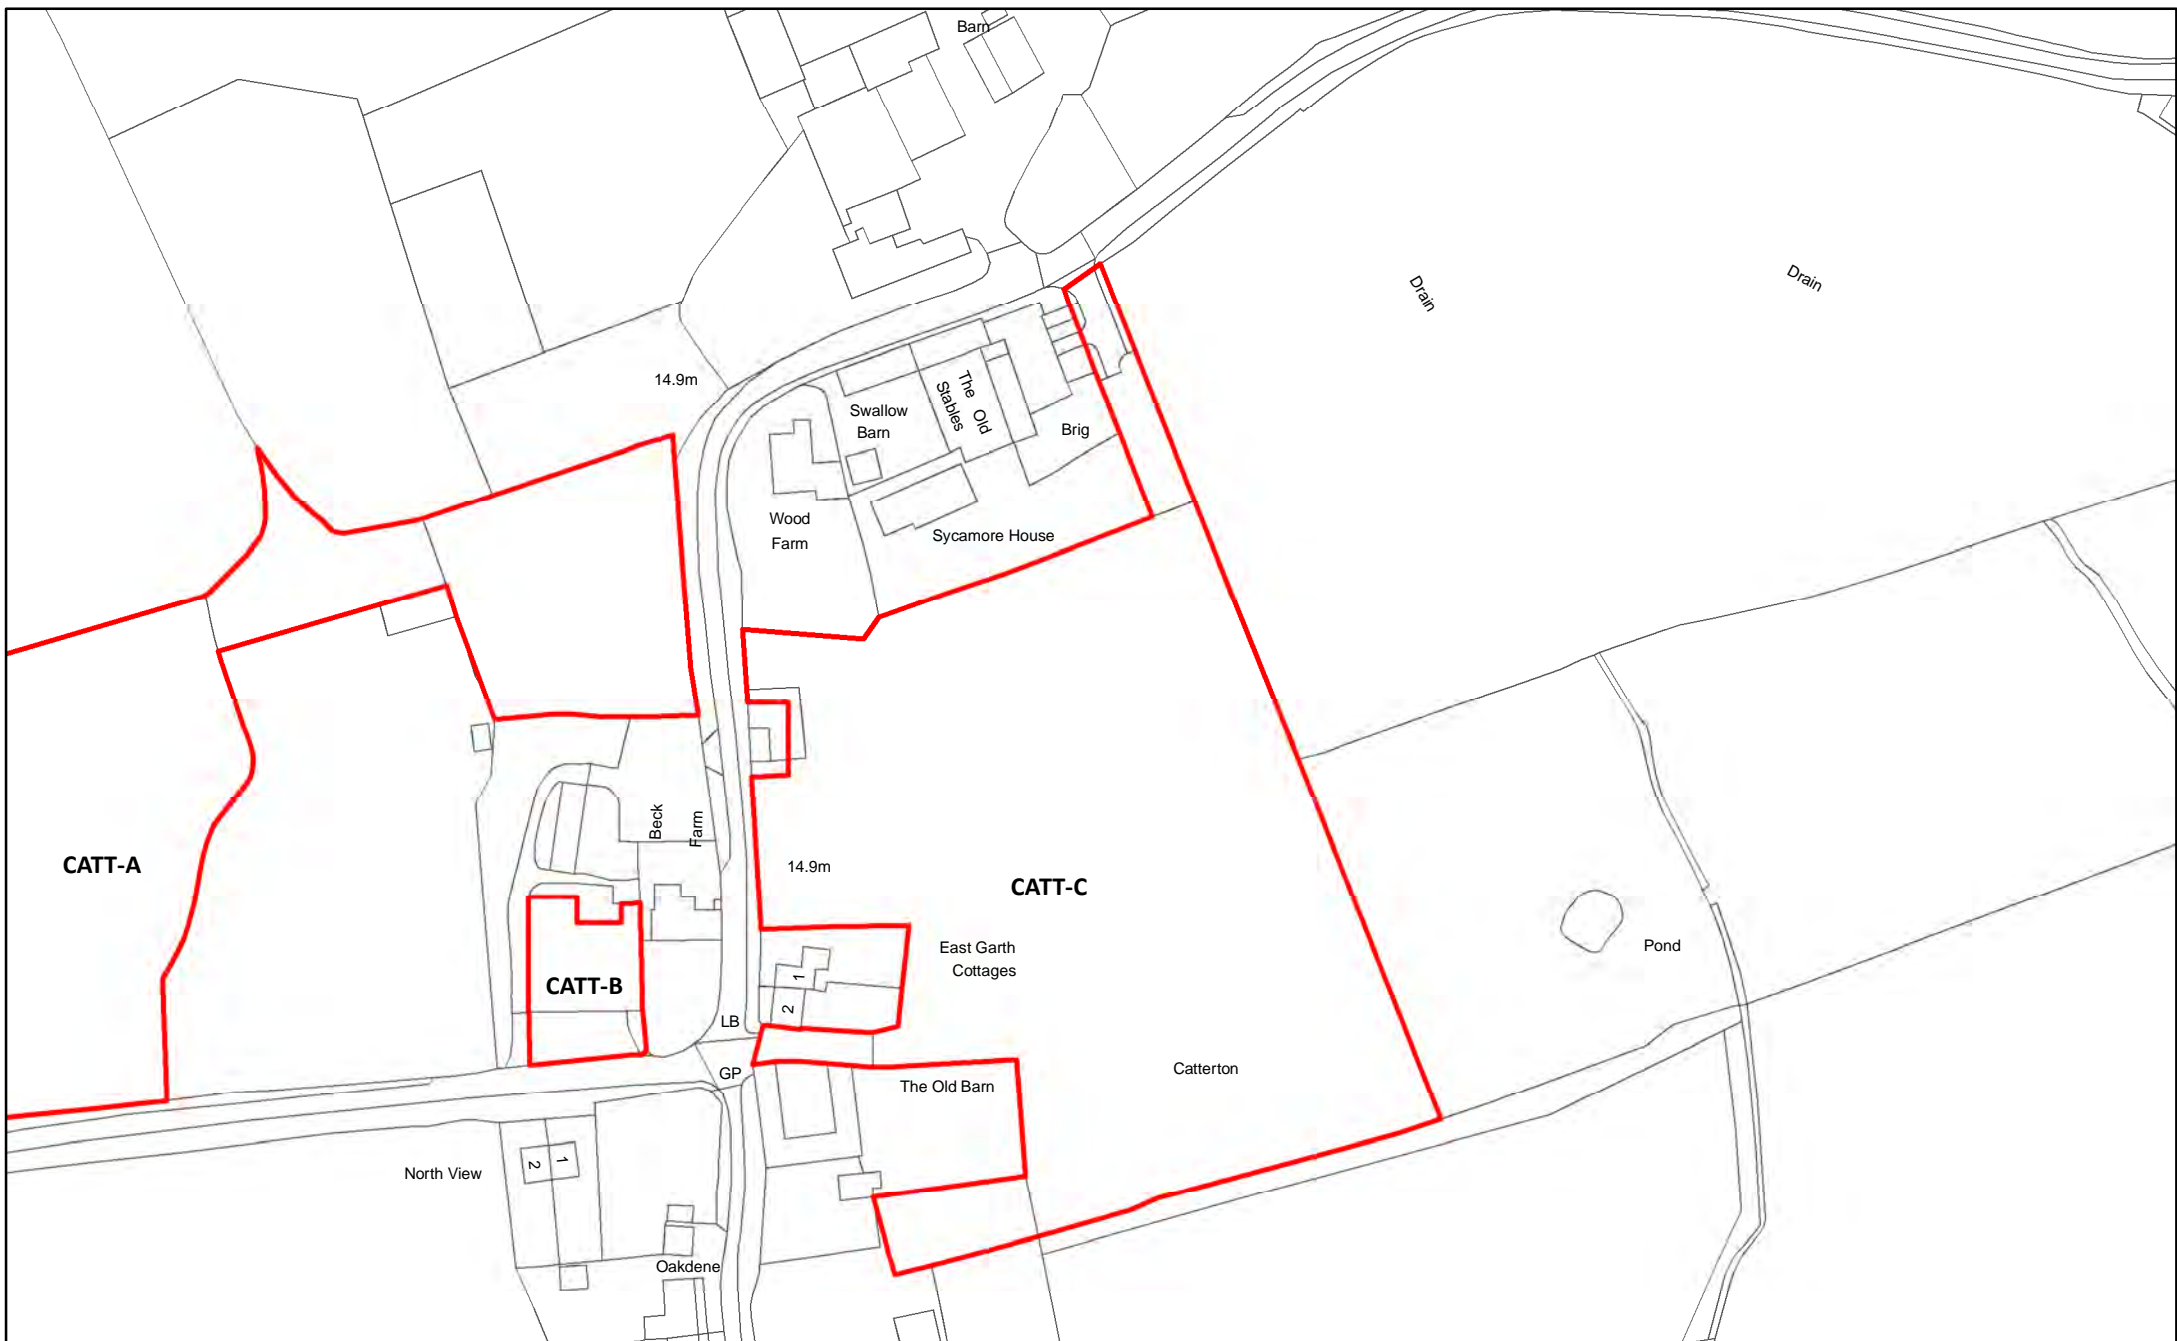 Barn
Drain
Drain
14.9m
The Old
Stables
Swallow
Barn
Brig
Wood
Farm
Sycamore House
Beck
Farm
CATT-A
14.9m
CATT-C
East Garth
Cottages
Pond
1
CATT-B
2
LB
GP
The Old Barn
Catterton
North View
2
1
Oakdene